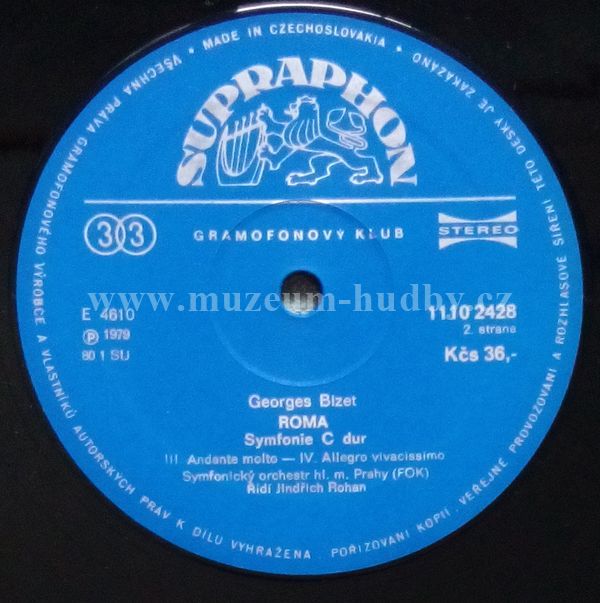 VŠECHNA PRÁVA GRAMOFONOVÉHO VÝROBCE A VLASTNÍKŮ AUTORSKÝCH PRÁV K DÍLU VYHRAŽENA. POŘIZOVÁNÍ KOPIÍ, VEŘEJNÉ PROVOZOVÁNÍ A ROZHLASOVÉ ŠÍŘENÍ TÉTO DESKY JE ZAKÁZÁNO • MADE IN CZECHOSLOVAKIA •
SUPRAPHON
33 GRAMOFONOVÝ KLUB STEREO
www.muzeum-hudby.cz
E 4610 1110 2428
Ⓟ 1979 2. strana
80 1 SU Kčs 36,-
Georges Bizet
ROMA
Symfonie C dur
III. Andante molto — IV. Allegro vivacissimo
Symfonický orchestr hl. m. Prahy (FOK)
Řídí Jindřich Rohan